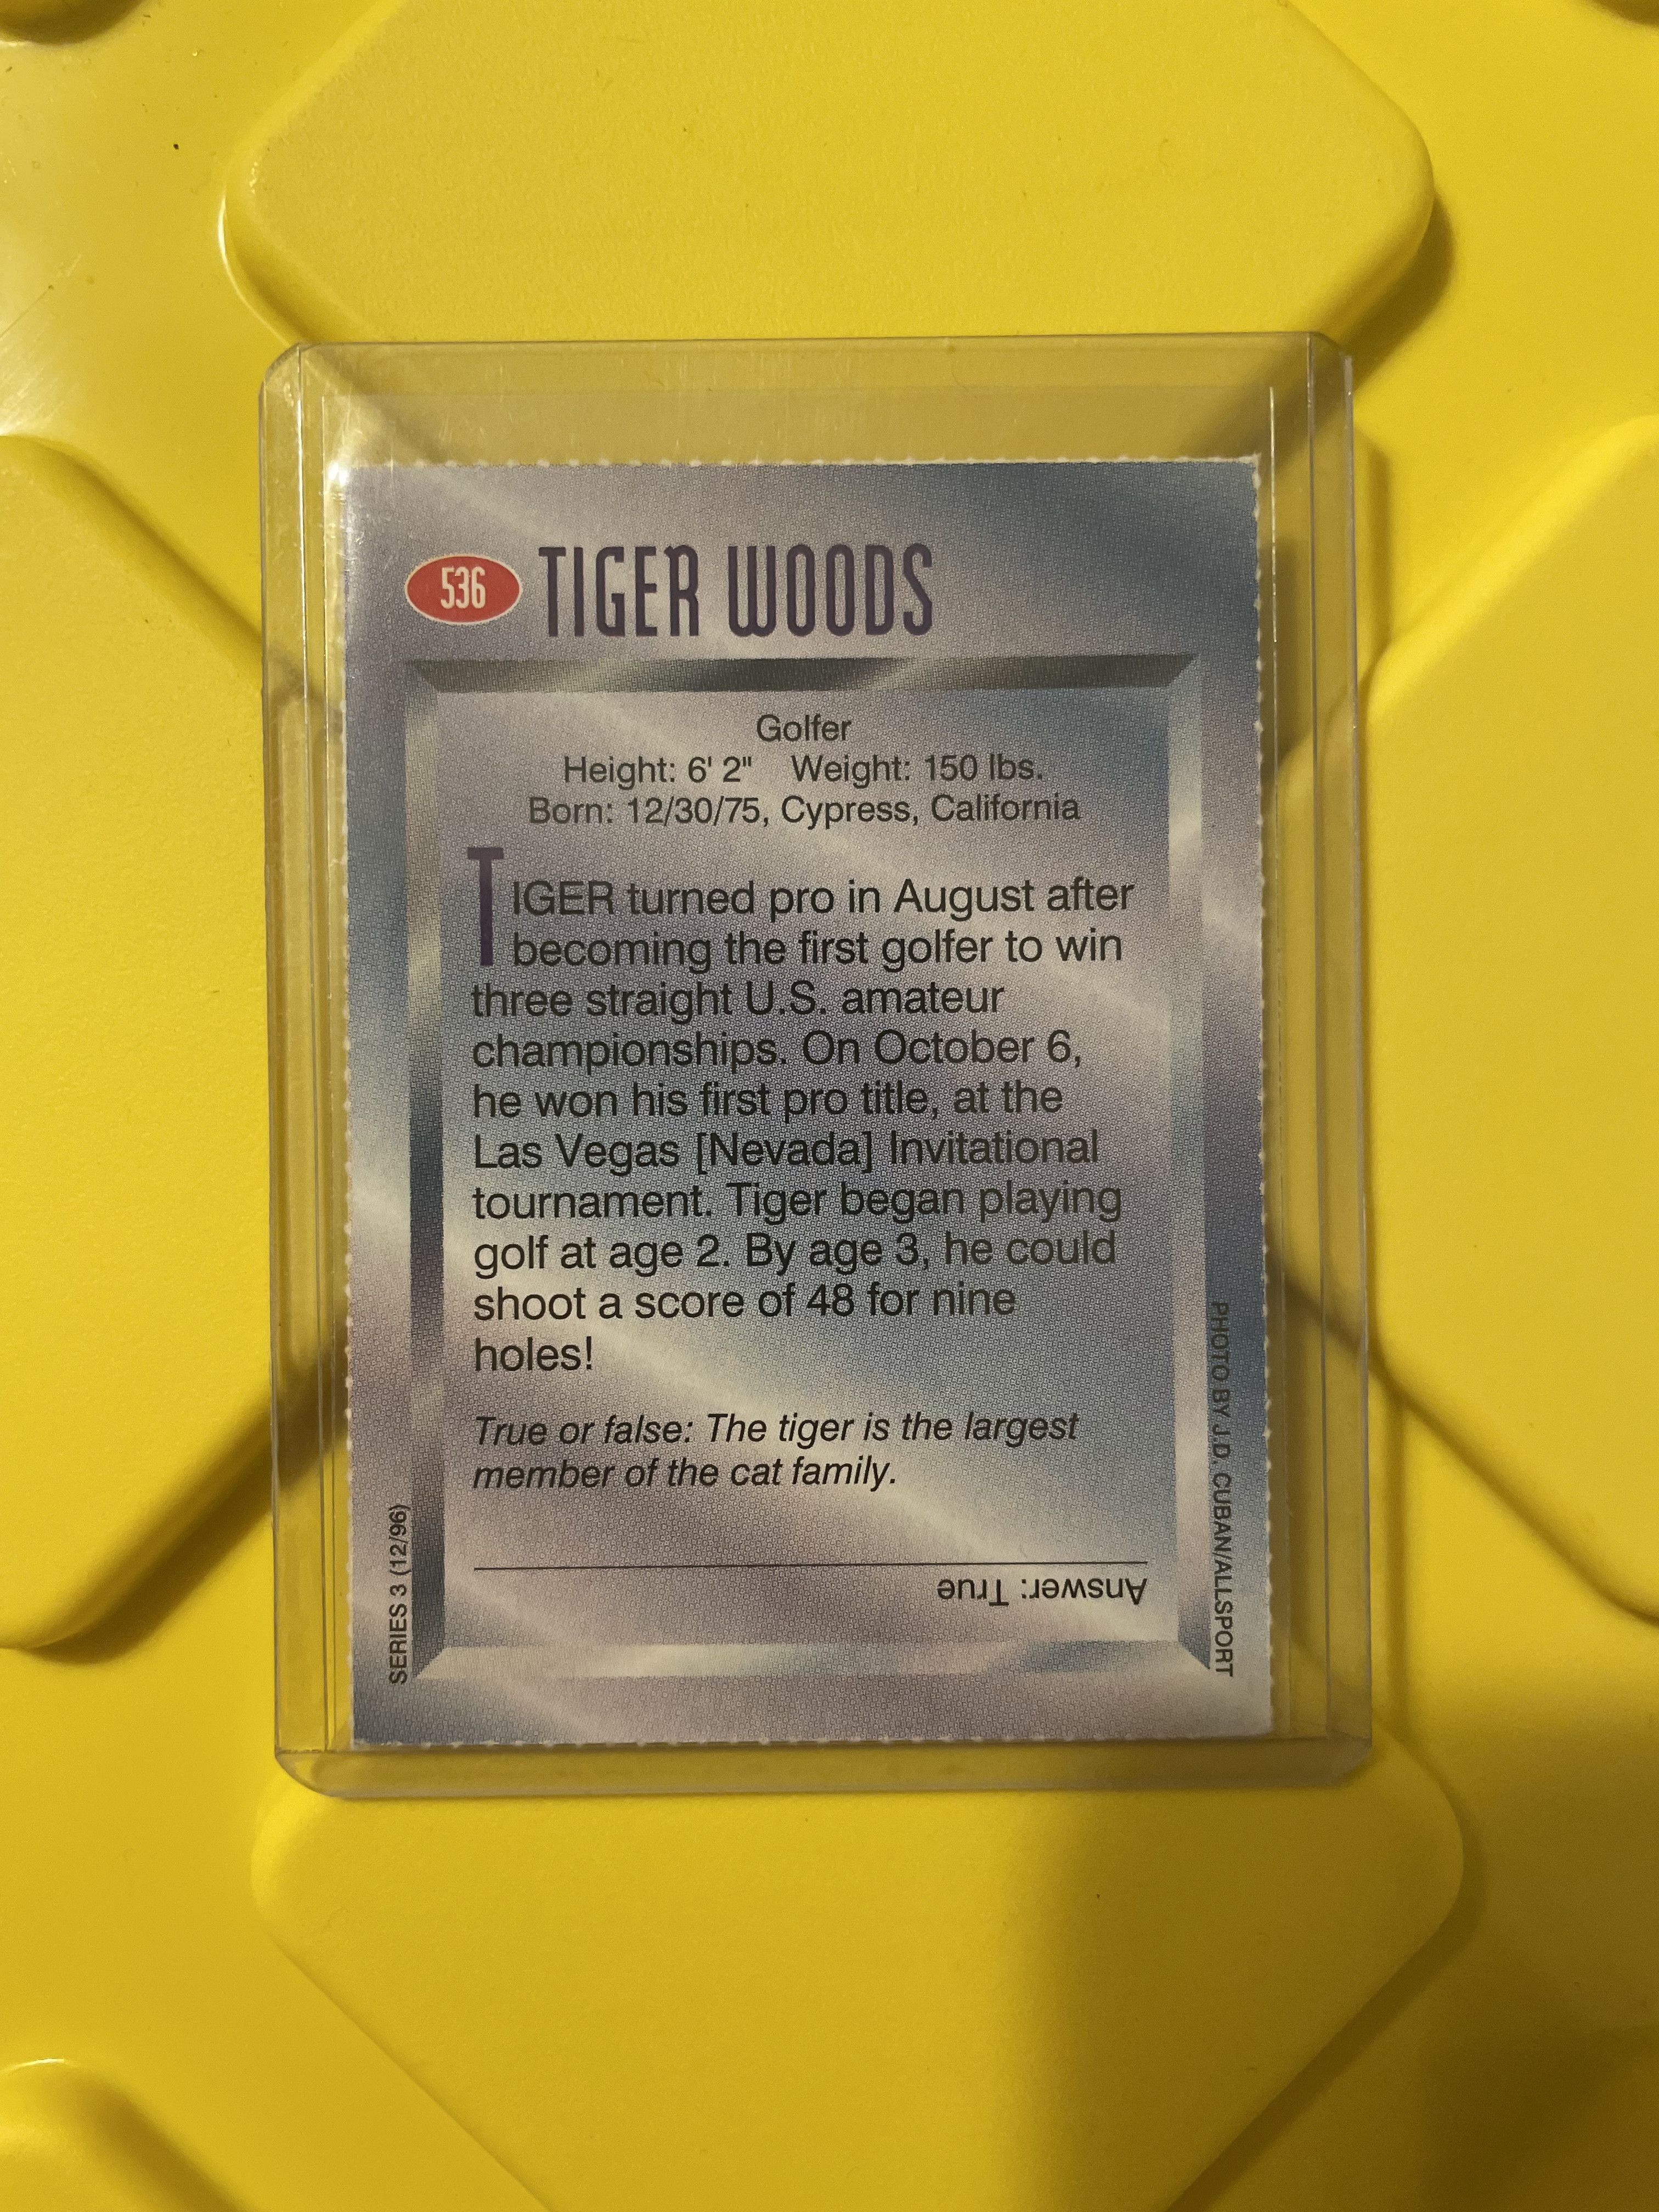 536 TIGER WOODS
Golfer
Height: 6' 2" Weight: 150 lbs.
Born: 12/30/75, Cypress, California
TIGER turned pro in August after
becoming the first golfer to win
three straight U.S. amateur
championships. On October 6,
he won his first pro title, at the
Las Vegas [Nevada] Invitational
tournament. Tiger began playing
golf at age 2. By age 3, he could
shoot a score of 48 for nine
holes!
True or false: The tiger is the largest
member of the cat family.
Answer: True
SERIES 3 (12/96)
PHOTO BY J.D. CUBAN/ALLSPORT